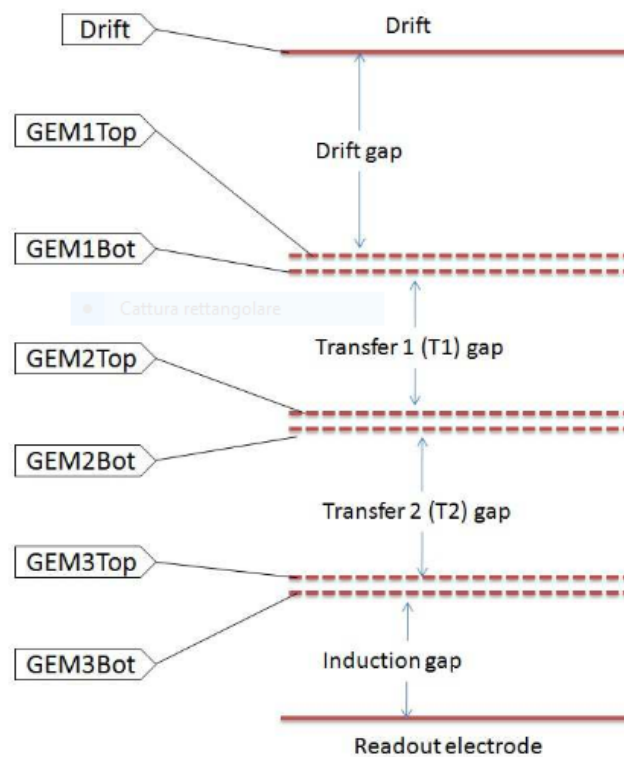 Drift
Drift
GEM1Top
Drift gap
GEM1Bot
Cattura rettangolare
Transfer 1 (T1) gap
GEM2Top
GEM2Bot
Transfer 2 (T2) gap
GEM3Top
GEM3Bot
Induction gap
Readout electrode